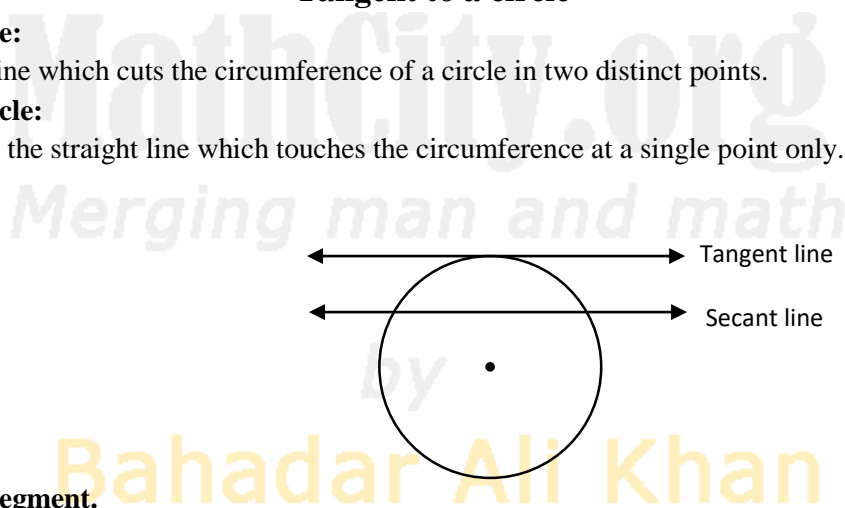 Tangent to a circle
e:
ine which cuts the circumference of a circle in two distinct points.
cle:
the straight line which touches the circumference at a single point only.
MathCity.org
Merging man and math
Tangent line
Secant line
by
Bahadar Ali Khan
egment.